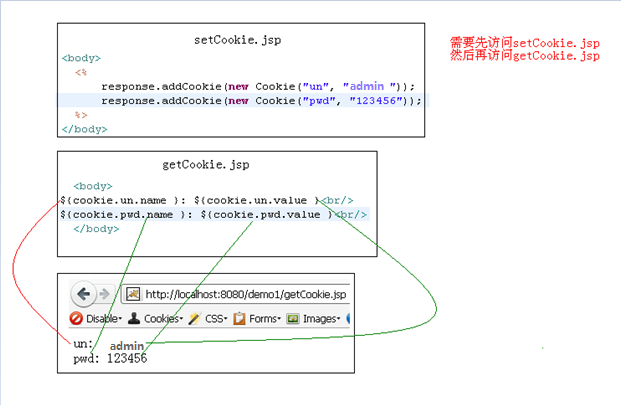 setCookie.jsp
需要先访问setCookie.jsp
然后再访问getCookie.jsp
<body>
<%
response.addCookie(new Cookie("un", "admin "));
response.addCookie(new Cookie("pwd", "123456"));
%>
</body>
getCookie.jsp
<body>
${cookie.un.name }: ${cookie.un.value }<br/>
${cookie.pwd.name }: ${cookie.pwd.value }<br/>
</body>
http://localhost:8080/demo1/getCookie.jsp
Disable Cookies CSS Forms Images
un: admin
pwd: 123456